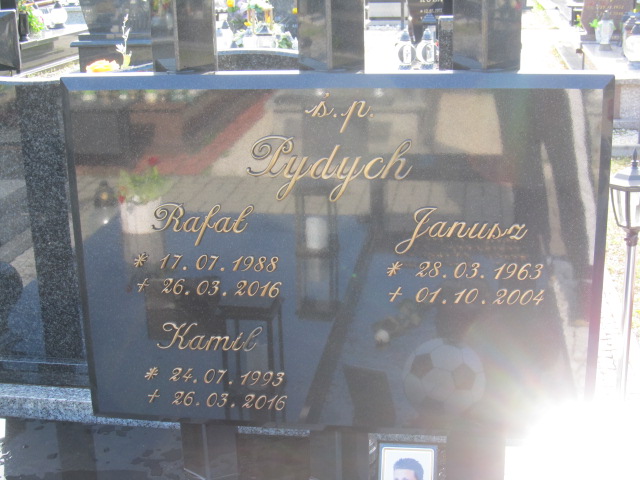 ś.p.
Pydych
Rafał
* 17.07.1988
+ 26.03.2016
Kamil
* 24.07.1993
+ 26.03.2016
Janusz
* 28.03.1963
+ 01.10.2004